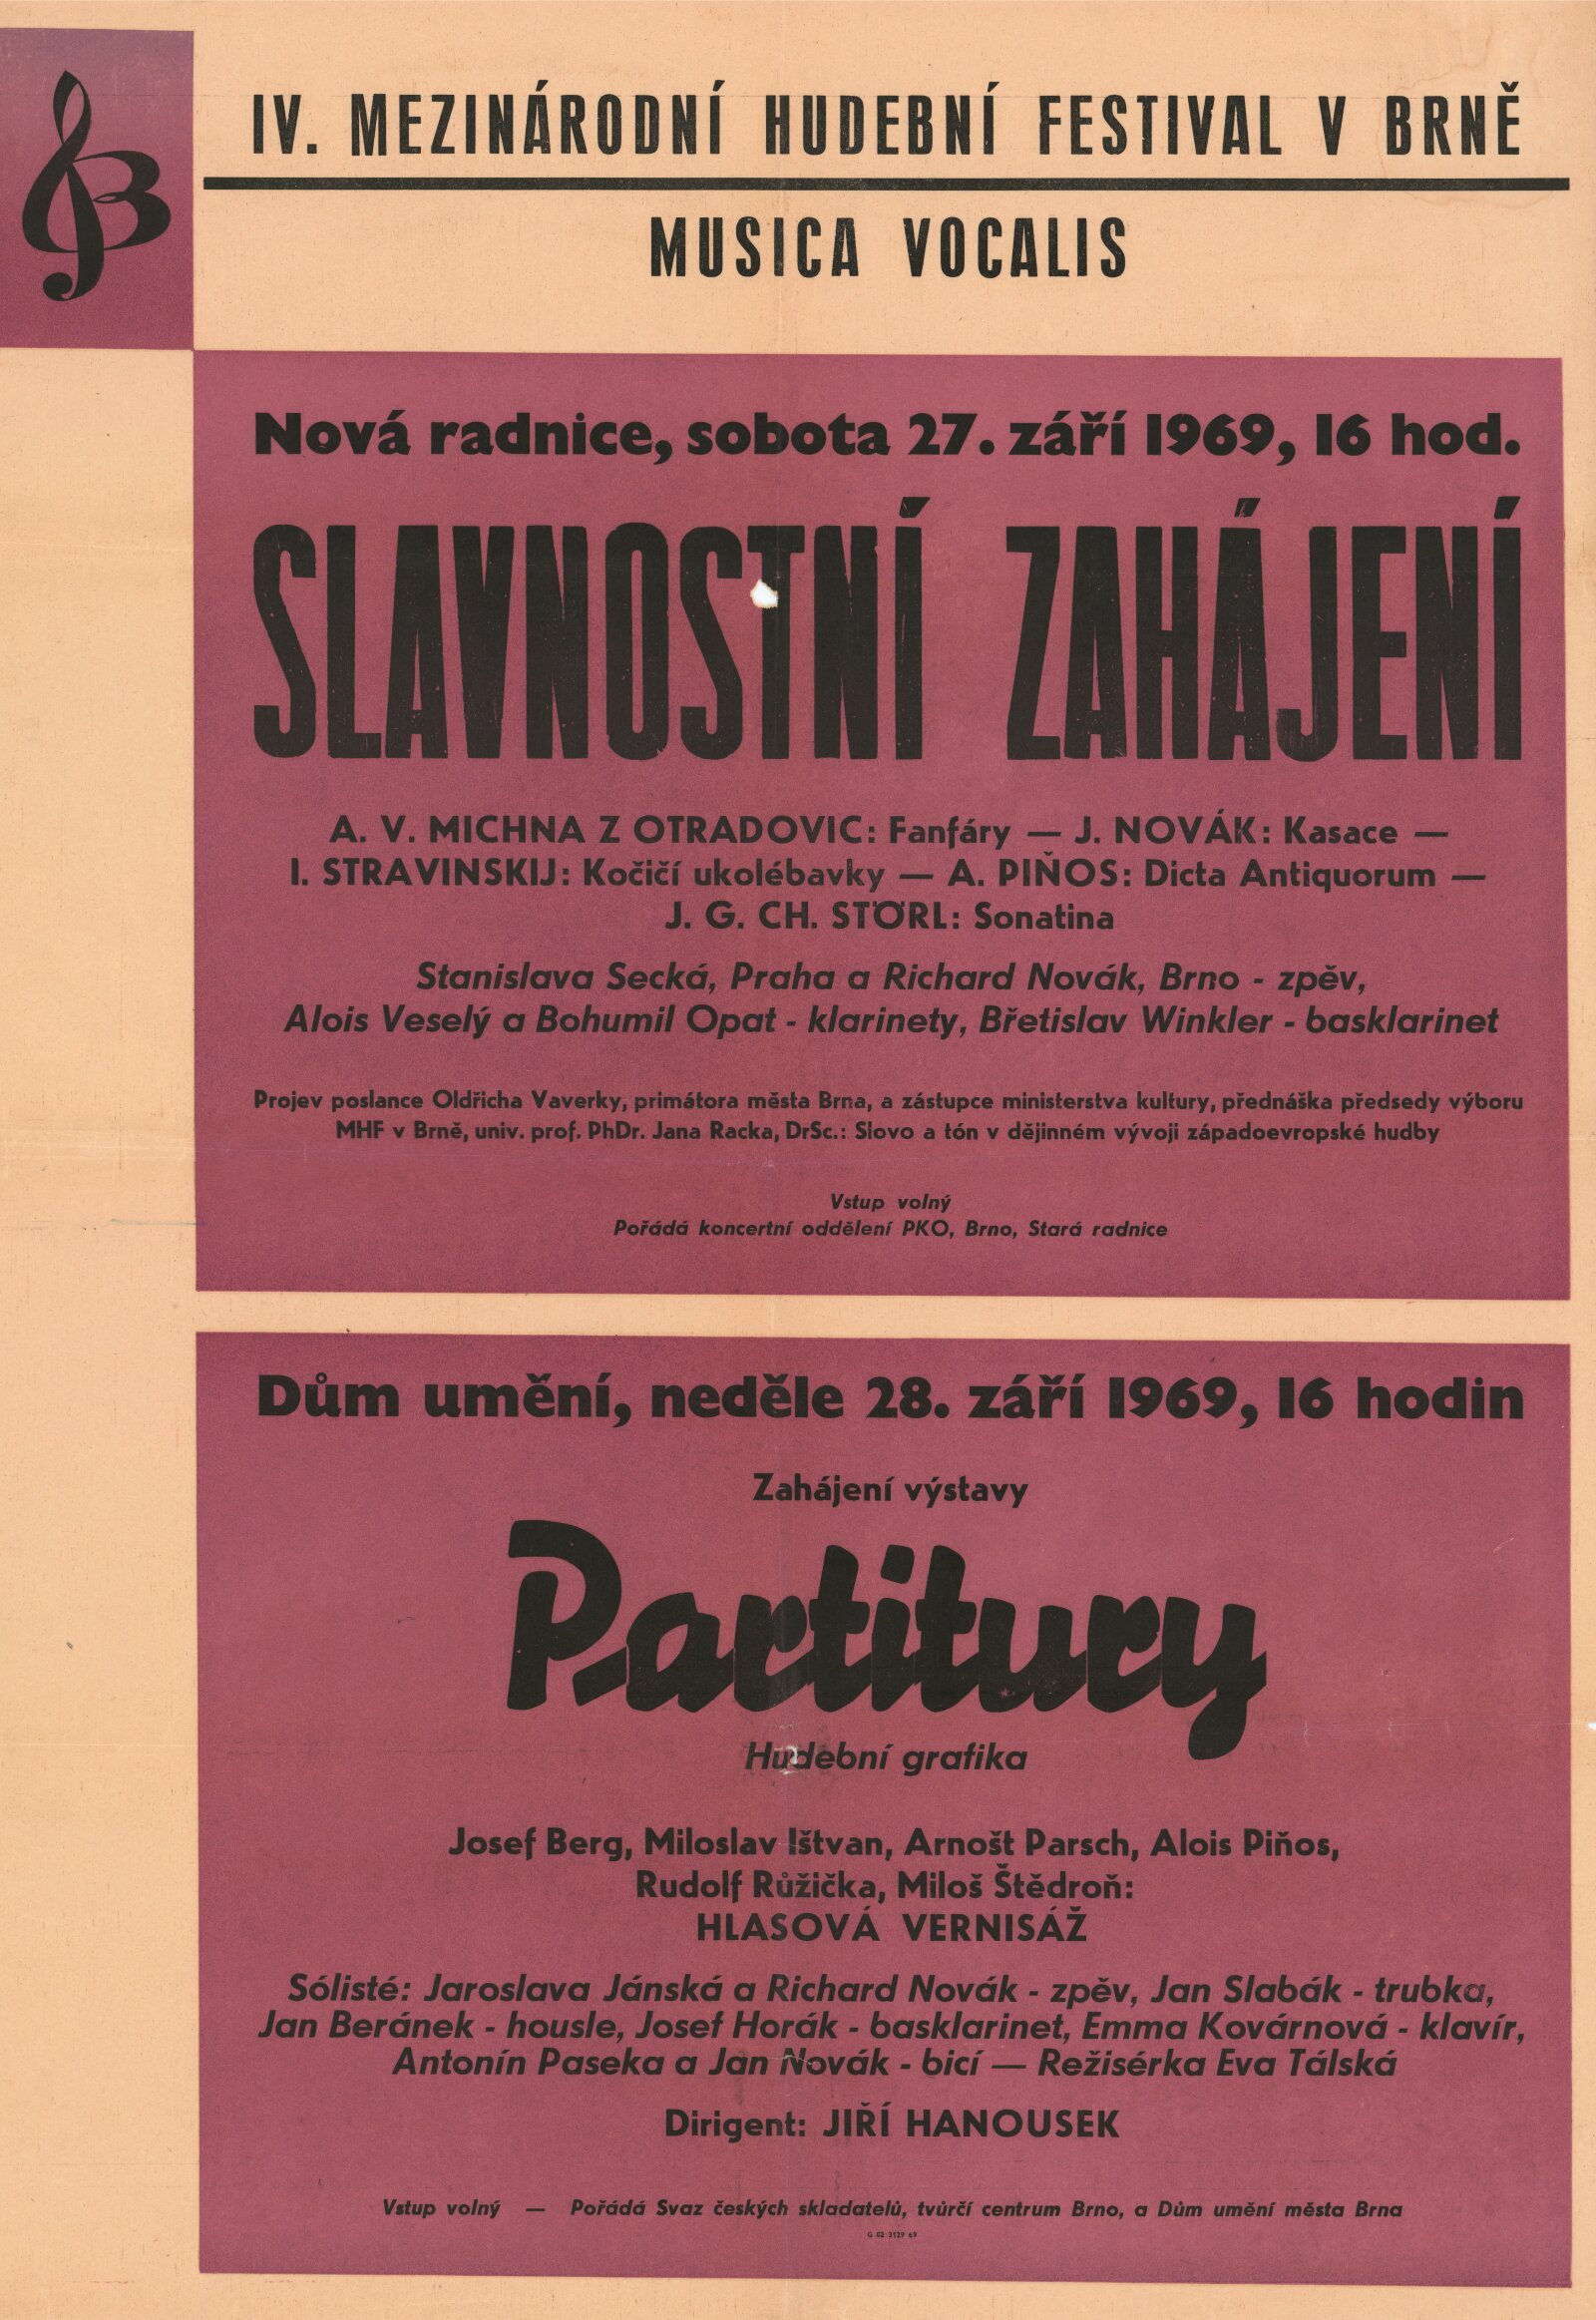 IV. MEZINÁRODNÍ HUDEBNÍ FESTIVAL V BRNĚ
MUSICA VOCALIS
Nová radnice, sobota 27. září 1969, 16 hod.
SLAVNOSTNÍ ZAHÁJENÍ
A. V. MICHNA Z OTRADOVIC: Fanfáry — J. NOVÁK: Kasace —
I. STRAVINSKIJ: Kočičí ukolébavky — A. PIŇOS: Dicta Antiquorum —
J. G. CH. STÖRL: Sonatina
Stanislava Secká, Praha a Richard Novák, Brno - zpěv,
Alois Veselý a Bohumil Opat - klarinety, Břetislav Winkler - basklarinet
Projev poslance Oldřicha Vaverky, primátora města Brna, a zástupce ministerstva kultury, přednáška předsedy výboru
MHF v Brně, univ. prof. PhDr. Jana Racka, DrSc.: Slovo a tón v dějinném vývoji západoevropské hudby
Vstup volný
Pořádá koncertní oddělení PKO, Brno, Stará radnice
Dům umění, neděle 28. září 1969, 16 hodin
Zahájení výstavy
Partitury
Hudební grafika
Josef Berg, Miloslav Ištvan, Arnošt Parsch, Alois Piňos,
Rudolf Růžička, Miloš Štědroň:
HLASOVÁ VERNISÁŽ
Sólisté: Jaroslava Jánská a Richard Novák - zpěv, Jan Slabák - trubka,
Jan Beránek - housle, Josef Horák - basklarinet, Emma Kovárnová - klavír,
Antonín Paseka a Jan Novák - bicí — Režisérka Eva Tálská
Dirigent: JIŘÍ HANOUSEK
Vstup volný — Pořádá Svaz českých skladatelů, tvůrčí centrum Brno, a Dům umění města Brna
G 02 3129 69